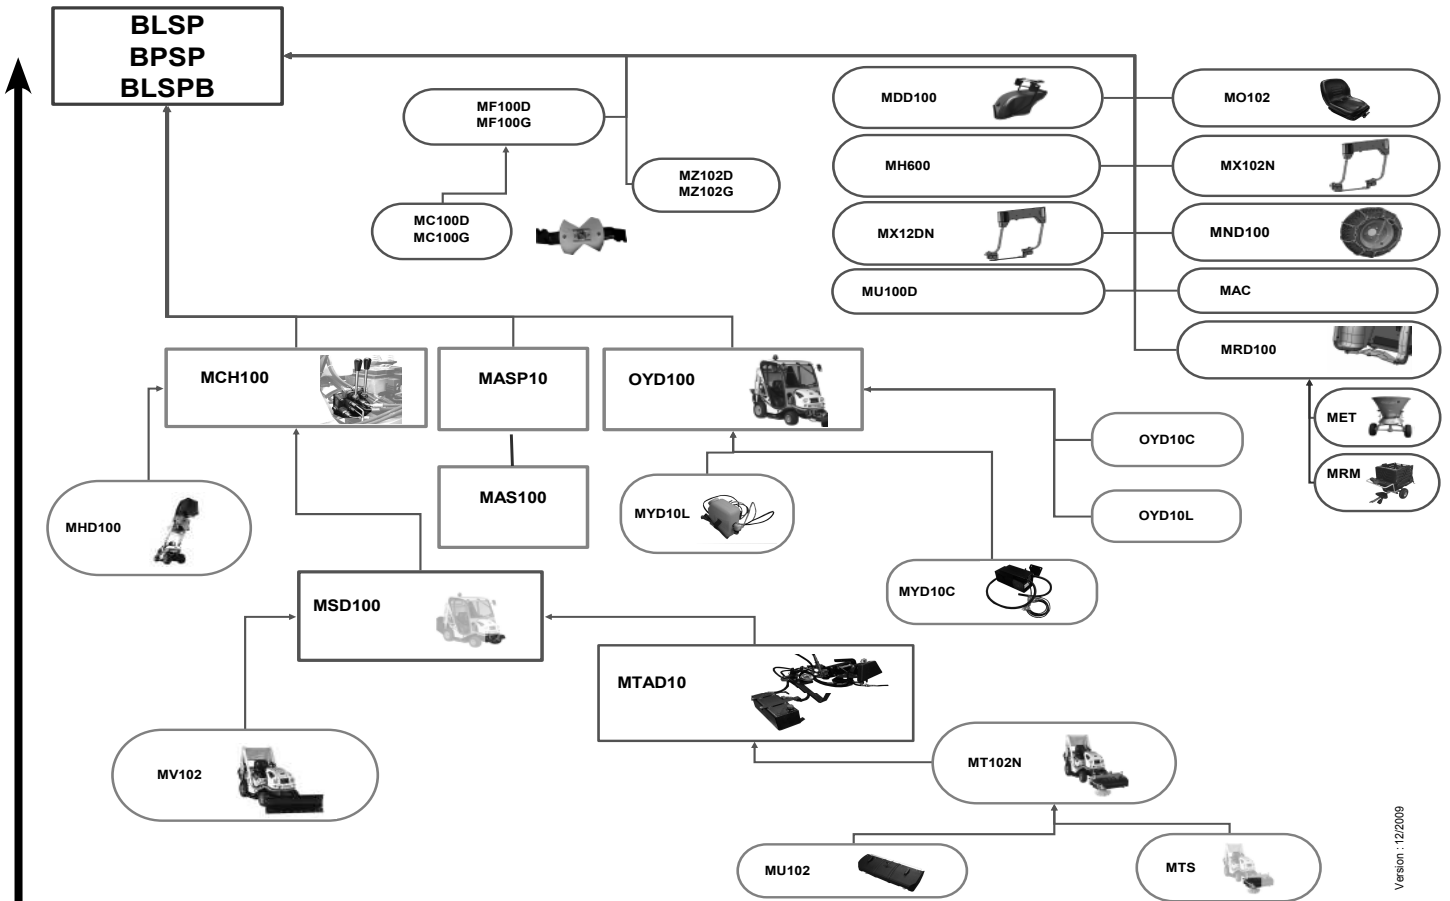 BLSP
BPSP
BLSPB
MF100D
MF100G
MZ102D
MZ102G
MC100D
MC100G
MDD100
MO102
MH600
MX102N
MX12DN
MND100
MU100D
MAC
MRD100
MET
MRM
MCH100
MASP10
OYD100
MAS100
OYD10C
OYD10L
MHD100
MYD10L
MYD10C
MSD100
MTAD10
MV102
MT102N
MU102
MTS
Version : 12/2009